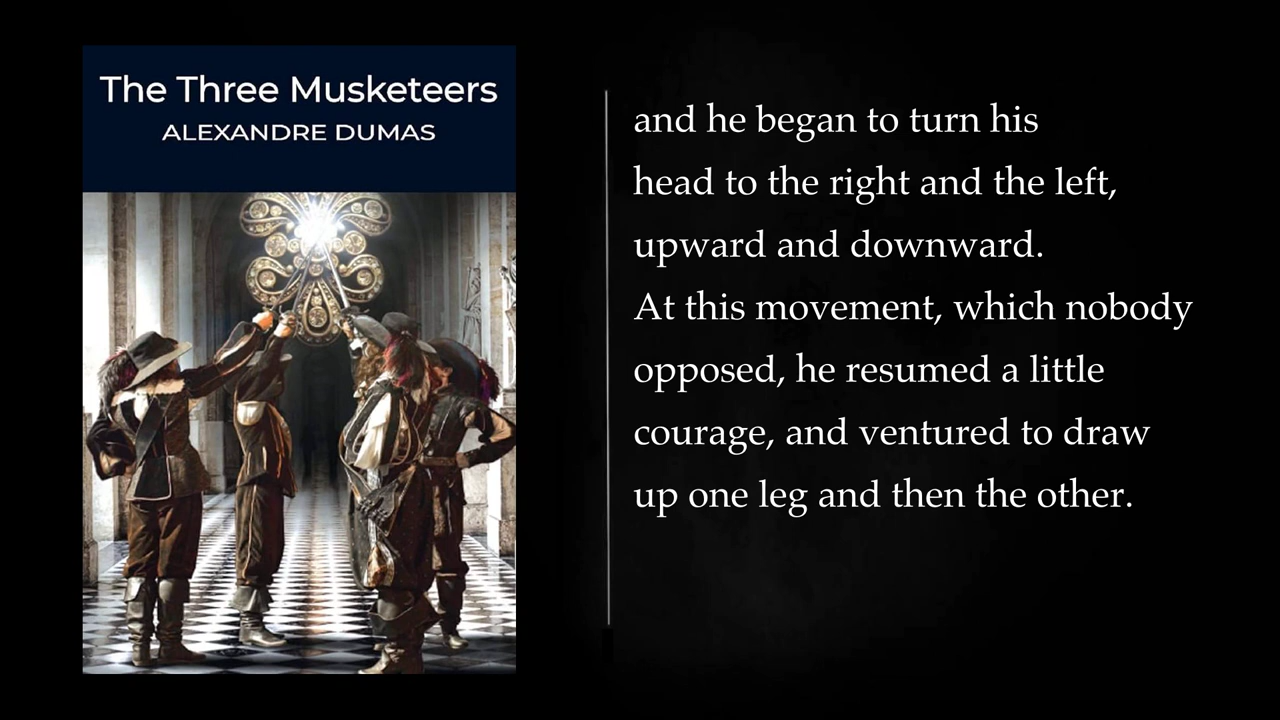 The Three Musketeers
ALEXANDRE DUMAS
and he began to turn his
head to the right and the left,
upward and downward.
At this movement, which nobody
opposed, he resumed a little
courage, and ventured to draw
up one leg and then the other.